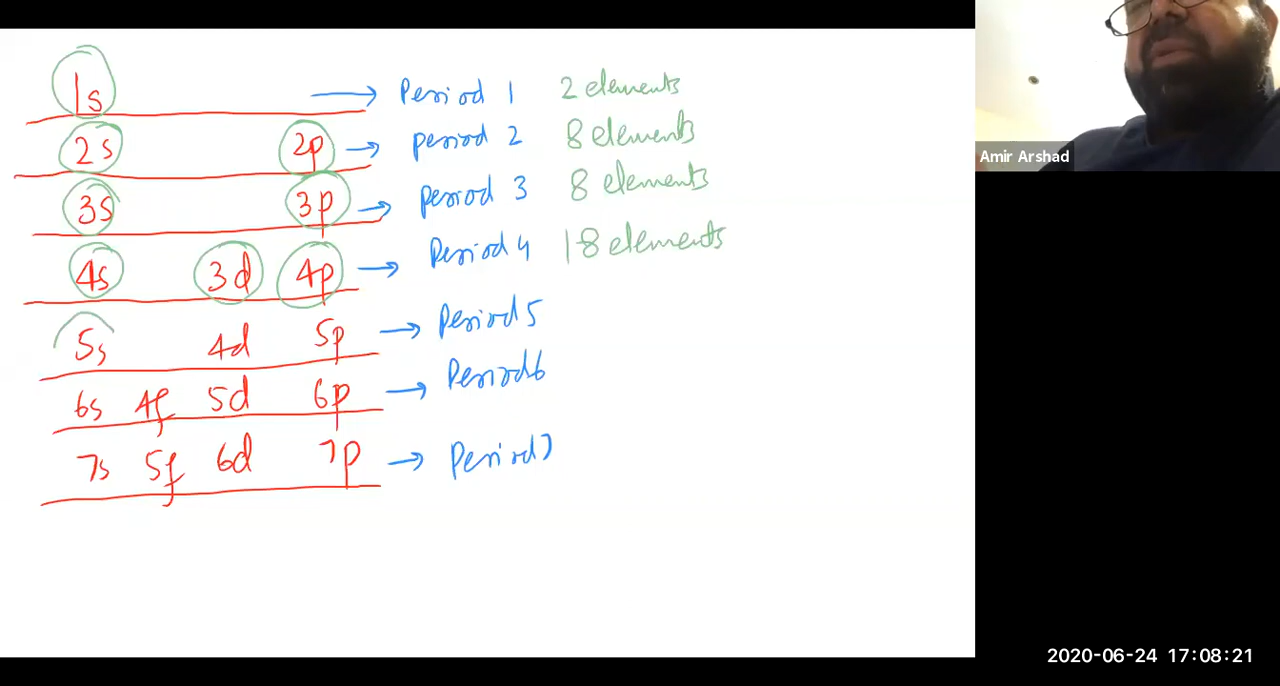 1s → Period 1 2 elements
2s 2p → period 2 8 elements
3s 3p → period 3 8 elements
4s 3d 4p → Period 4 18 elements
5s 4d 5p → Period 5
6s 4f 5d 6p → Period 6
7s 5f 6d 7p → Period 7
Amir Arshad
2020-06-24 17:08:21